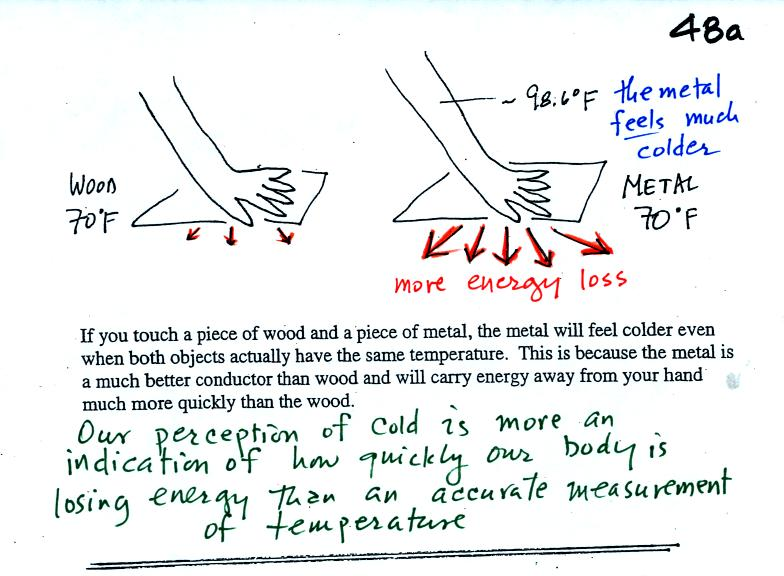 48a
~ 98.6°F
the metal
feels much
colder
WOOD
70°F
METAL
70°F
more energy loss
If you touch a piece of wood and a piece of metal, the metal will feel colder even
when both objects actually have the same temperature. This is because the metal is
a much better conductor than wood and will carry energy away from your hand
much more quickly than the wood.
Our perception of cold is more an
indication of how quickly our body is
losing energy than an accurate measurement
of temperature